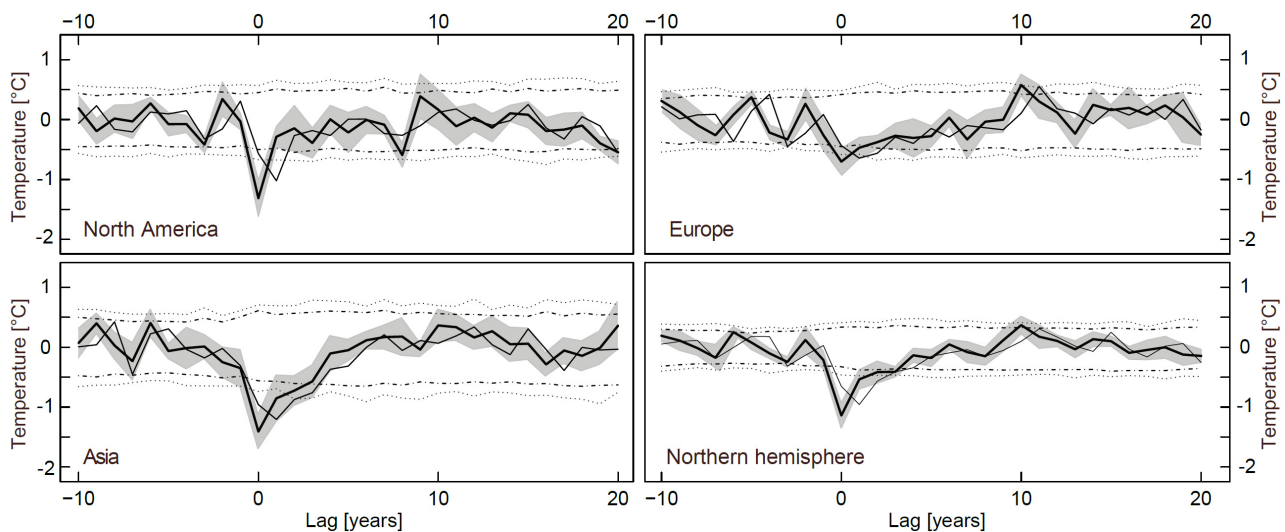 −10 0 10 20 −10 0 10 20
Temperature [°C]
1
0
-1
-2
North America
Europe
1
0
-1
-2
Temperature [°C]
Temperature [°C]
1
0
-1
-2
Asia
Northern hemisphere
1
0
-1
-2
Temperature [°C]
−10 0 10 20 −10 0 10 20
Lag [years] Lag [years]